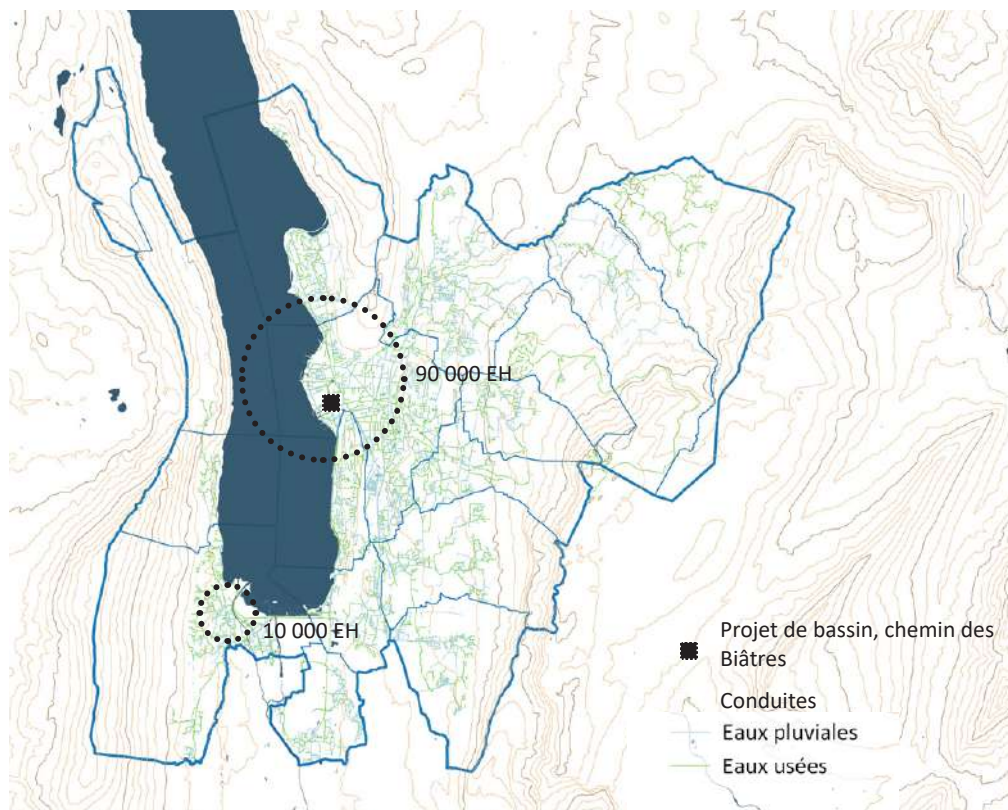 90 000 EH
10 000 EH
Projet de bassin, chemin des
Biâtres
Conduites
Eaux pluviales
Eaux usées